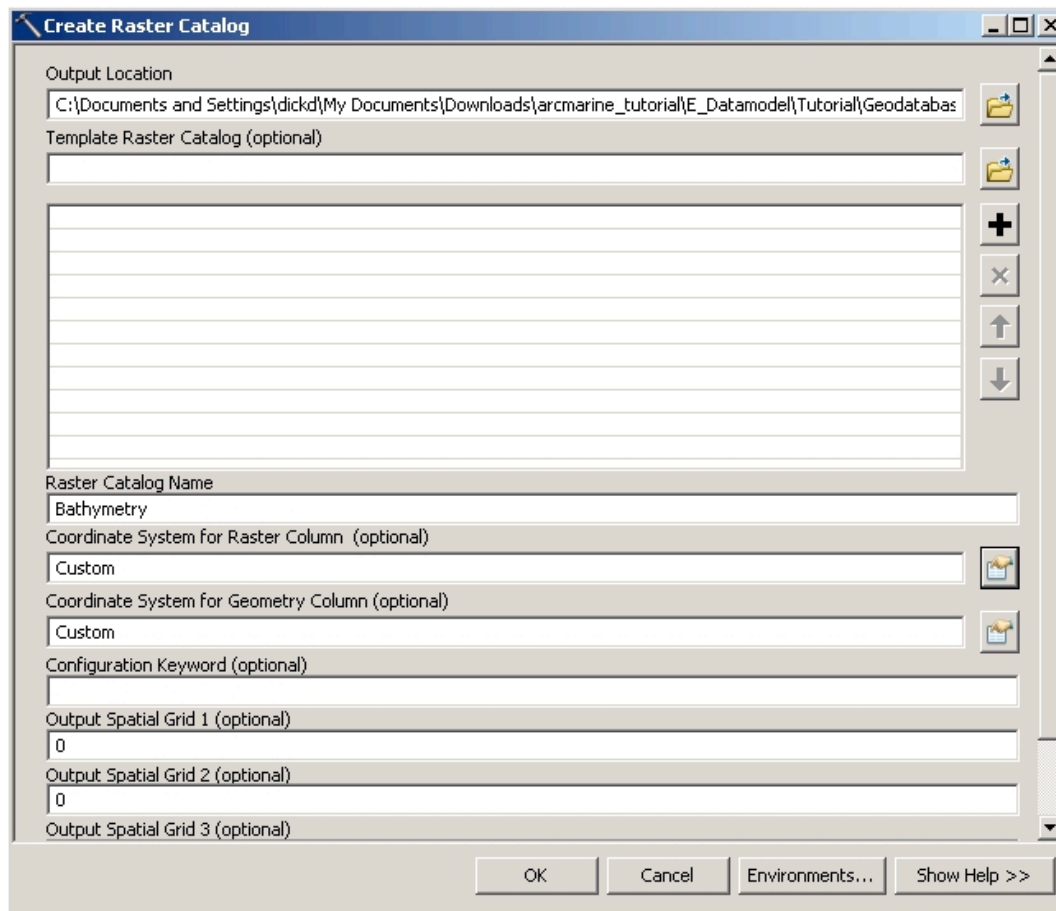 Create Raster Catalog
Output Location
C:\Documents and Settings\dickd\My Documents\Downloads\arcmarine_tutorial\E_Datamodel\Tutorial\Geodatabas
Template Raster Catalog (optional)
Raster Catalog Name
Bathymetry
Coordinate System for Raster Column (optional)
Custom
Coordinate System for Geometry Column (optional)
Custom
Configuration Keyword (optional)
Output Spatial Grid 1 (optional)
0
Output Spatial Grid 2 (optional)
0
Output Spatial Grid 3 (optional)
OK Cancel Environments... Show Help >>